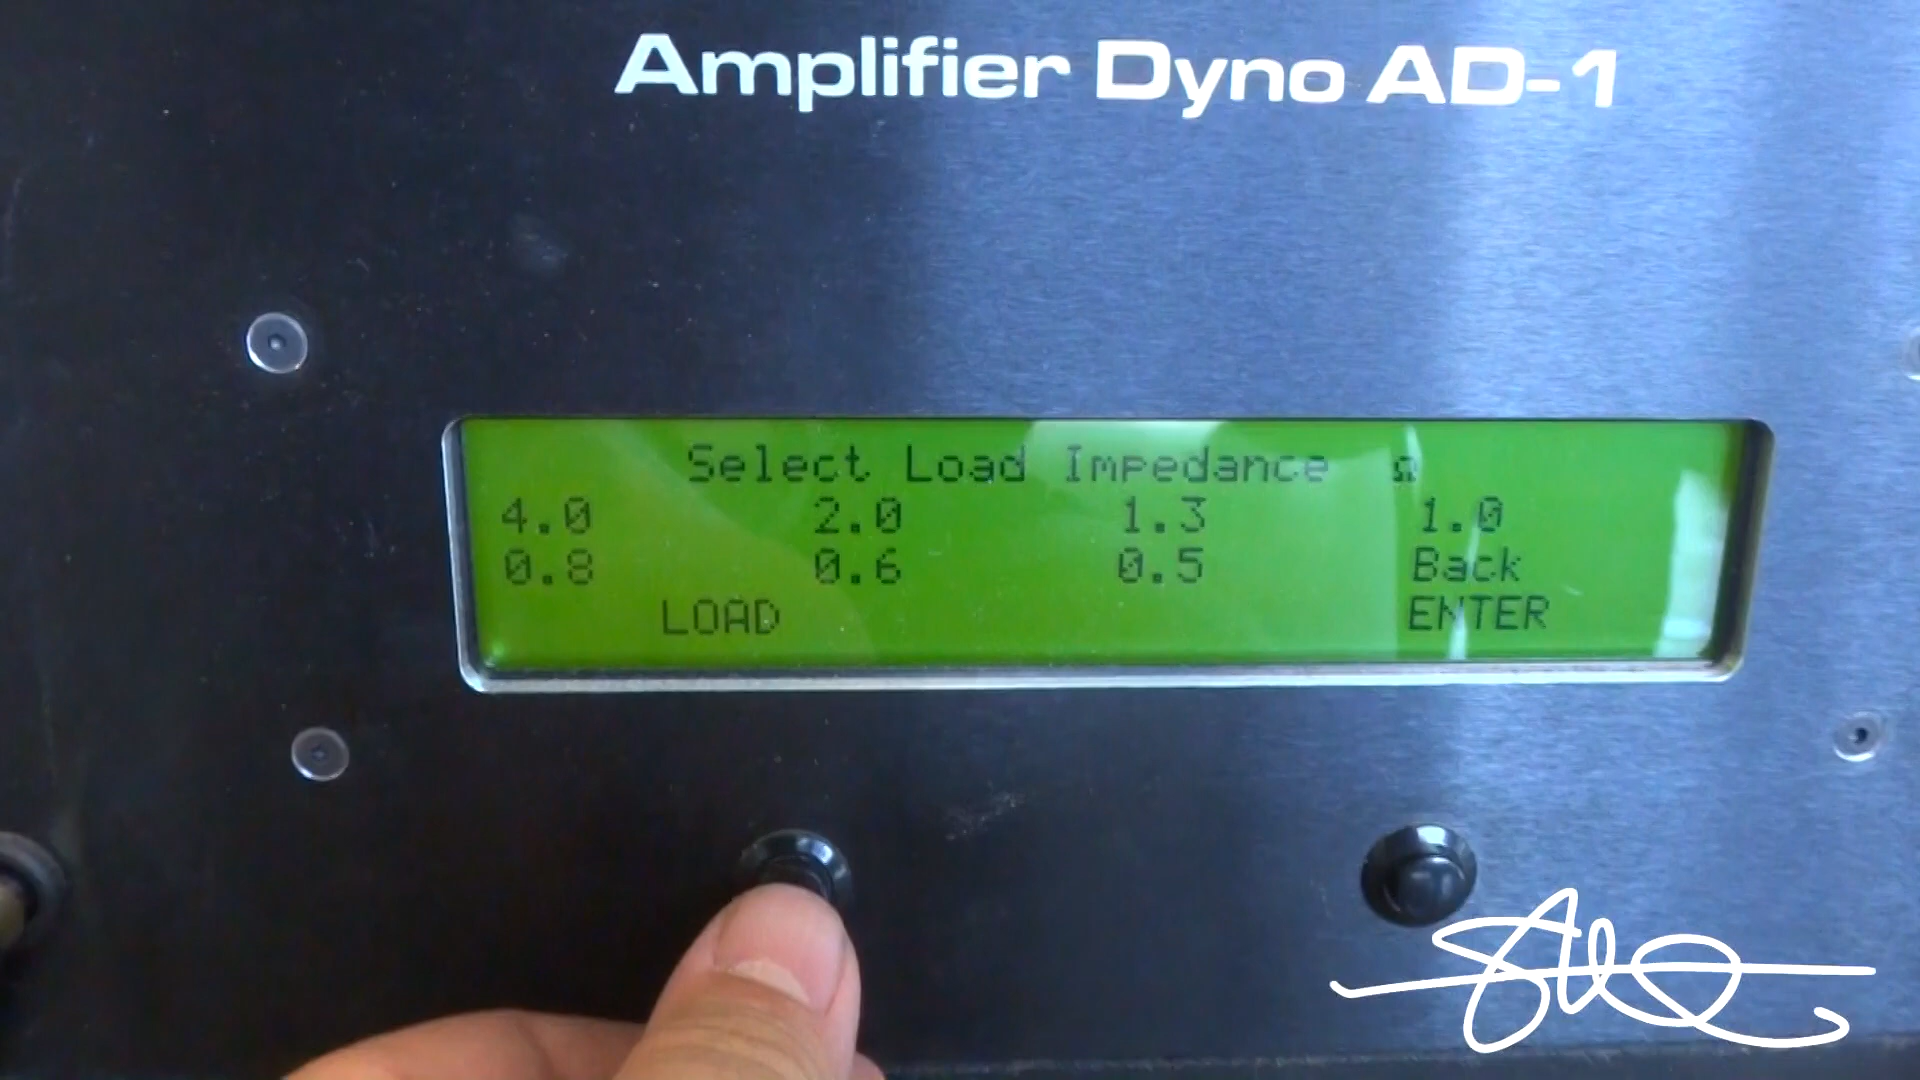 Amplifier Dyno AD-1
Select Load Impedance Ω
4.0 2.0 1.3 1.0
0.8 0.6 0.5 Back
LOAD ENTER